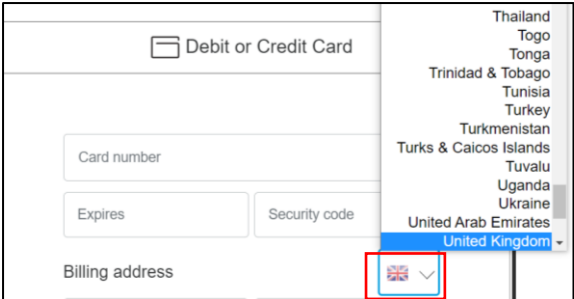 Debit or Credit Card
Card number
Expires
Security code
Billing address
Thailand
Togo
Tonga
Trinidad & Tobago
Tunisia
Turkey
Turkmenistan
Turks & Caicos Islands
Tuvalu
Uganda
Ukraine
United Arab Emirates
United Kingdom